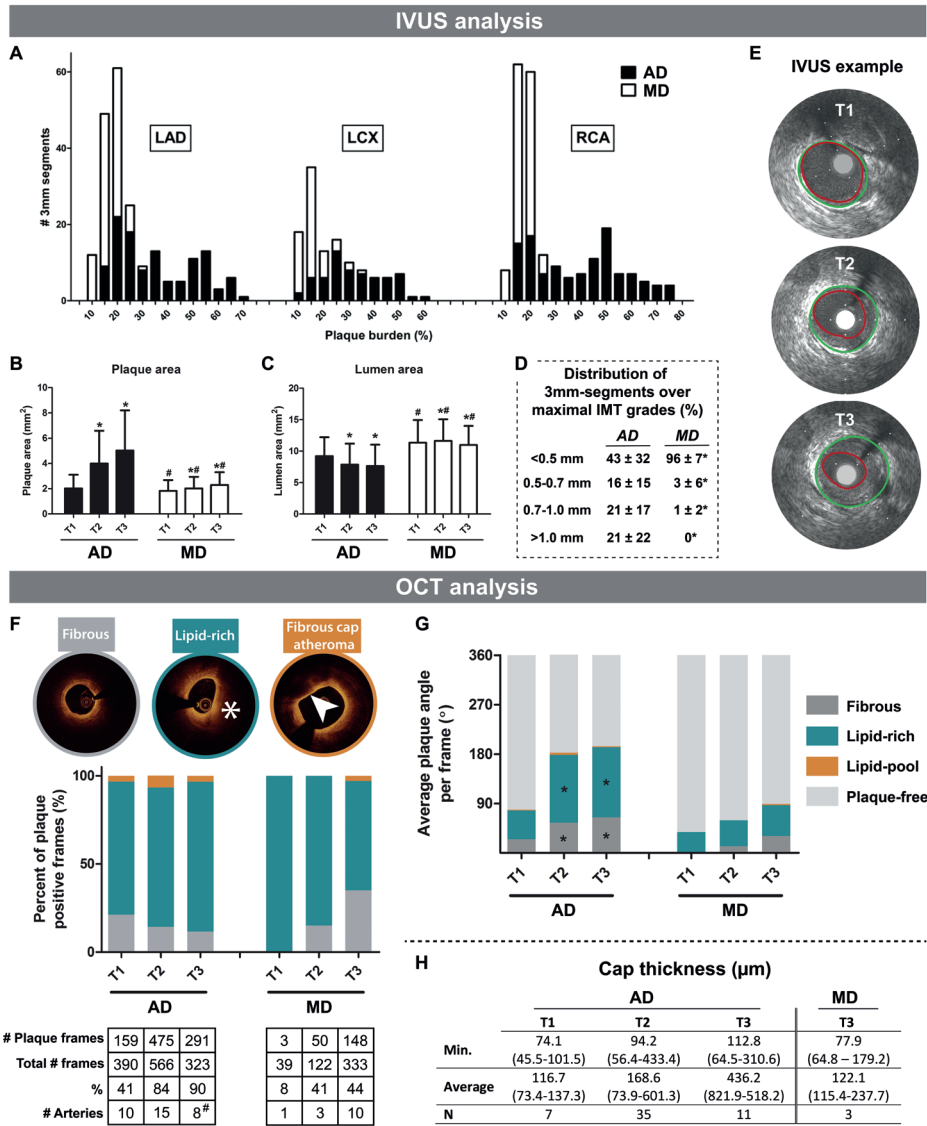 IVUS analysis
A
# 3mm segments
60
40
20
0
LAD
LCX
RCA
AD
MD
10 20 30 40 50 60 70
10 20 30 40 50 60
10 20 30 40 50 60 70 80
Plaque burden (%)
B
Plaque area
Plaque area (mm²)
10
8
6
4
2
0
* *
# *# *#
T1 T2 T3 T1 T2 T3
AD MD
C
Lumen area
Lumen area (mm²)
20
15
10
5
0
* *
# *# *#
T1 T2 T3 T1 T2 T3
AD MD
D
Distribution of
3mm-segments over
maximal IMT grades (%)
AD MD
<0.5 mm 43 ± 32 96 ± 7*
0.5-0.7 mm 16 ± 15 3 ± 6*
0.7-1.0 mm 21 ± 17 1 ± 2*
>1.0 mm 21 ± 22 0*
E
IVUS example
T1
T2
T3
OCT analysis
F
Fibrous
Lipid-rich
Fibrous cap
atheroma
*
Percent of plaque
positive frames (%)
100
50
0
T1 T2 T3 T1 T2 T3
AD MD
# Plaque frames 159 475 291 3 50 148
Total # frames 390 566 323 39 122 333
% 41 84 90 8 41 44
# Arteries 10 15 8# 1 3 10
G
Average plaque angle
per frame (°)
360
270
180
90
* *
* *
T1 T2 T3 T1 T2 T3
AD MD
Fibrous
Lipid-rich
Lipid-pool
Plaque-free
H
Cap thickness (µm)
AD MD
T1 T2 T3 T3
Min. 74.1 94.2 112.8 77.9
(45.5-101.5) (56.4-433.4) (64.5-310.6) (64.8 – 179.2)
Average 116.7 168.6 436.2 122.1
(73.4-137.3) (73.9-601.3) (821.9-518.2) (115.4-237.7)
N 7 35 11 3